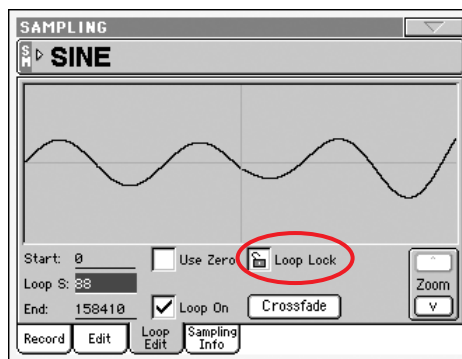 SAMPLING
SM SINE
Start: 0 Use Zero Loop Lock
Loop S: 88
End: 158410 Loop On Crossfade
Zoom
Record Edit Loop Edit Sampling Info